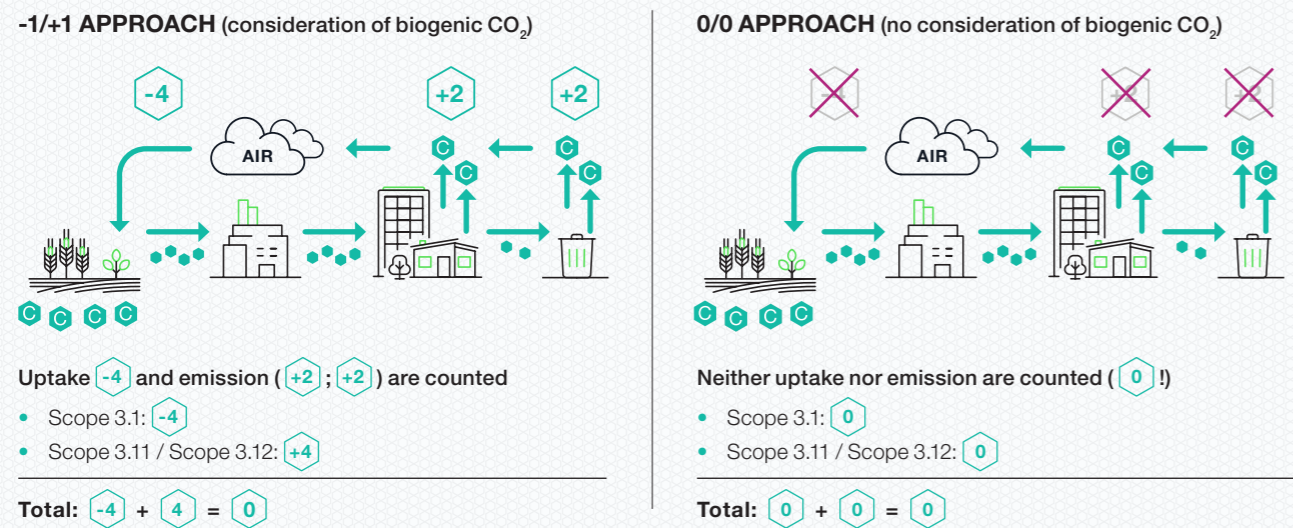 -1/+1 APPROACH (consideration of biogenic CO₂)
-4
+2
+2
C
C
AIR
C
C
C
C
C
C
Uptake -4 and emission ( +2 ; +2 ) are counted
• Scope 3.1: -4
• Scope 3.11 / Scope 3.12: +4
Total: -4 + 4 = 0
0/0 APPROACH (no consideration of biogenic CO₂)
-4
+2
+2
C
C
AIR
C
C
C
C
C
C
Neither uptake nor emission are counted ( 0 !)
• Scope 3.1: 0
• Scope 3.11 / Scope 3.12: 0
Total: 0 + 0 = 0